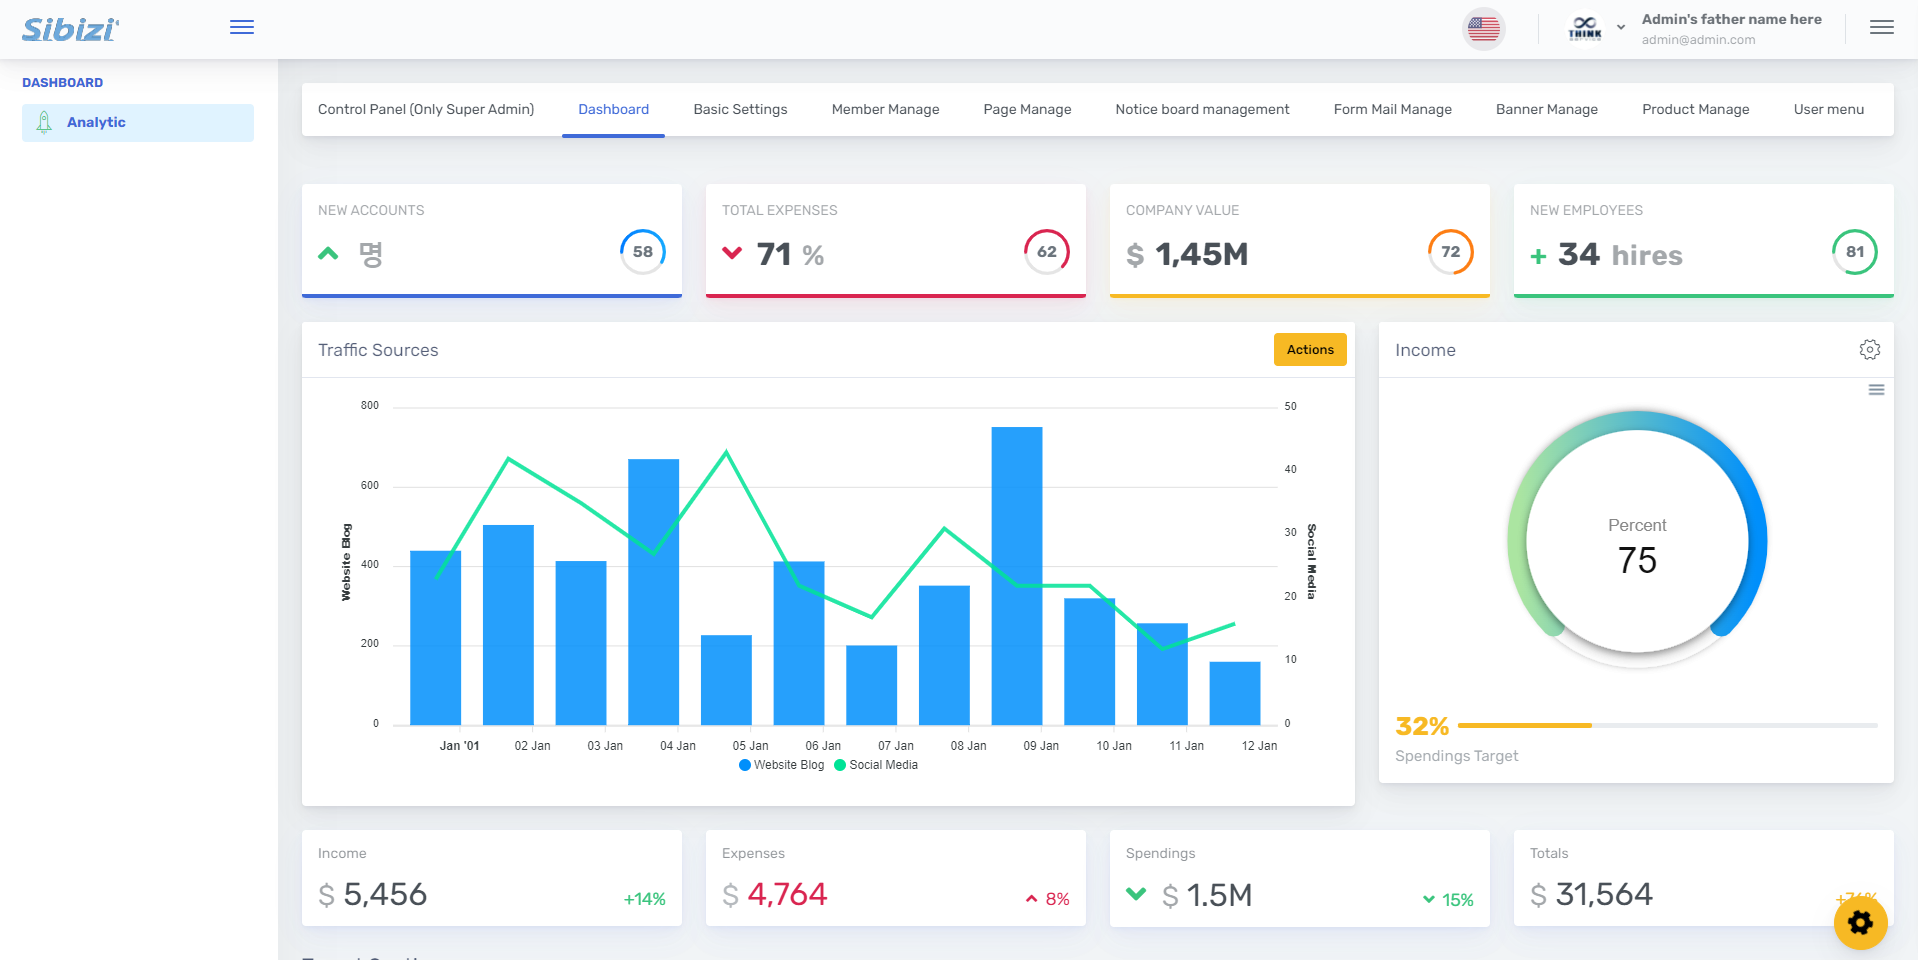 Sibizi
THINK
Admin's father name here
admin@admin.com
DASHBOARD
Analytic
Control Panel (Only Super Admin) Dashboard Basic Settings Member Manage Page Manage Notice board management Form Mail Manage Banner Manage Product Manage User menu
NEW ACCOUNTS
명
58
TOTAL EXPENSES
71 %
62
COMPANY VALUE
$ 1,45M
72
NEW EMPLOYEES
+ 34 hires
81
Traffic Sources
Actions
800
600
400
200
0
Website Blog
50
40
30
20
10
0
Social Media
Jan '01 02 Jan 03 Jan 04 Jan 05 Jan 06 Jan 07 Jan 08 Jan 09 Jan 10 Jan 11 Jan 12 Jan
Website Blog Social Media
Income
Percent
75
32%
Spendings Target
Income
$ 5,456
+14%
Expenses
$ 4,764
8%
Spendings
$ 1.5M
15%
Totals
$ 31,564